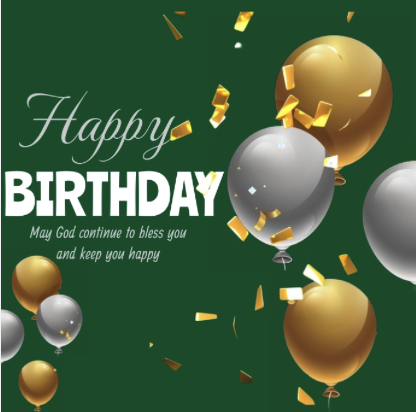 Happy
BIRTHDAY
May God continue to bless you
and keep you happy